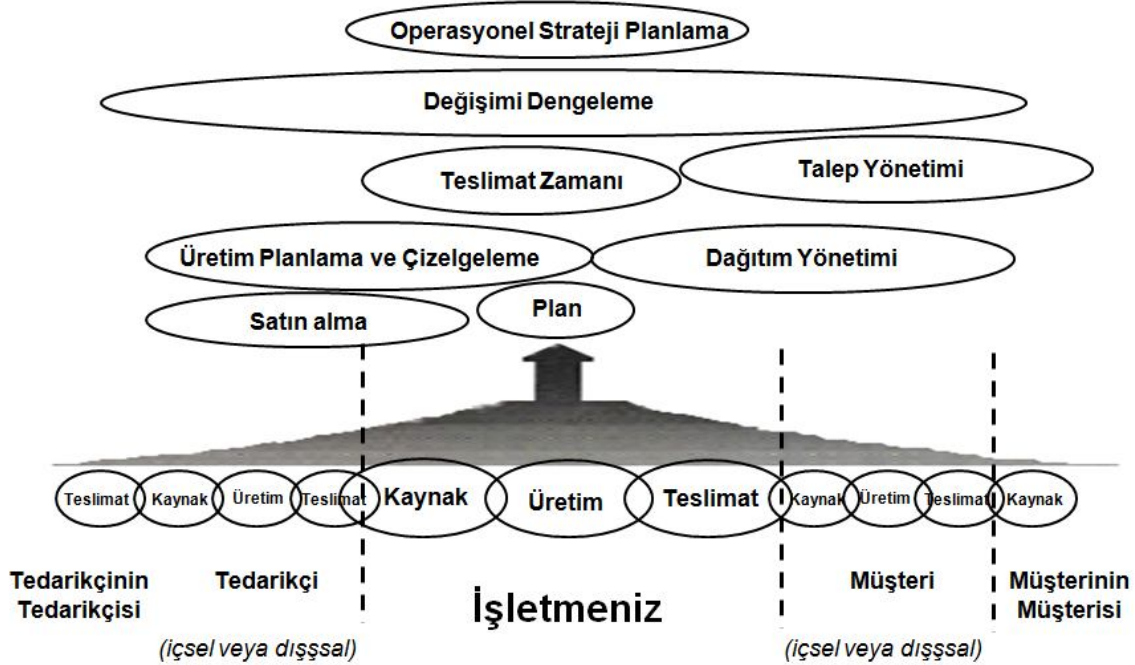 Operasyonel Strateji Planlama
Değişimi Dengeleme
Teslimat Zamanı
Talep Yönetimi
Üretim Planlama ve Çizelgeleme
Dağıtım Yönetimi
Satın alma
Plan
Teslimat
Kaynak
Üretim
Teslimat
Kaynak
Üretim
Teslimat
Kaynak
Üretim
Teslimat
Kaynak
Tedarikçinin
Tedarikçisi
Tedarikçi
(içsel veya dışşsal)
İşletmeniz
Müşteri
(içsel veya dışşsal)
Müşterinin
Müşterisi